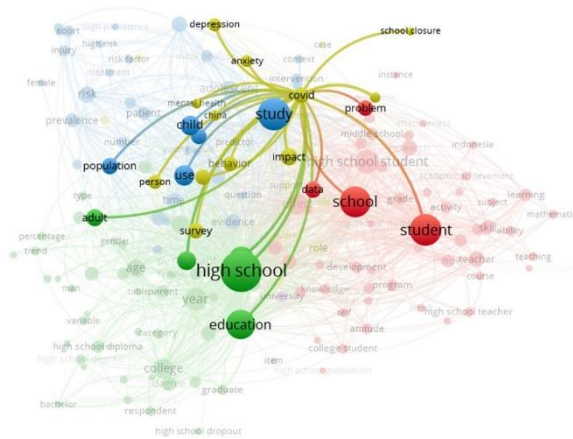 depression
sport
school closure
injury
high risk
anxiety
context
case
risk factor
treatment
intervention
instance
female
risk
adolescent
covid
mental health
problem
patient
china
study
prevalence
child
middle school
number
predictor
impact
indonesia
high school student
population
behavior
person
use
data
academic achievement
learning
type
time
question
school
grade
subject
activity
mathematics
adult
evidence
student
skill
ability
percentage
survey
trend
gender
role
teaching
age
high school
development
teacher
course
man
year
university
knowledge
program
variable
education
self
high school teacher
category
attitude
high school diploma
college student
high school degree
item
college
high school graduation
degree
graduate
bachelor
respondent
high school dropout